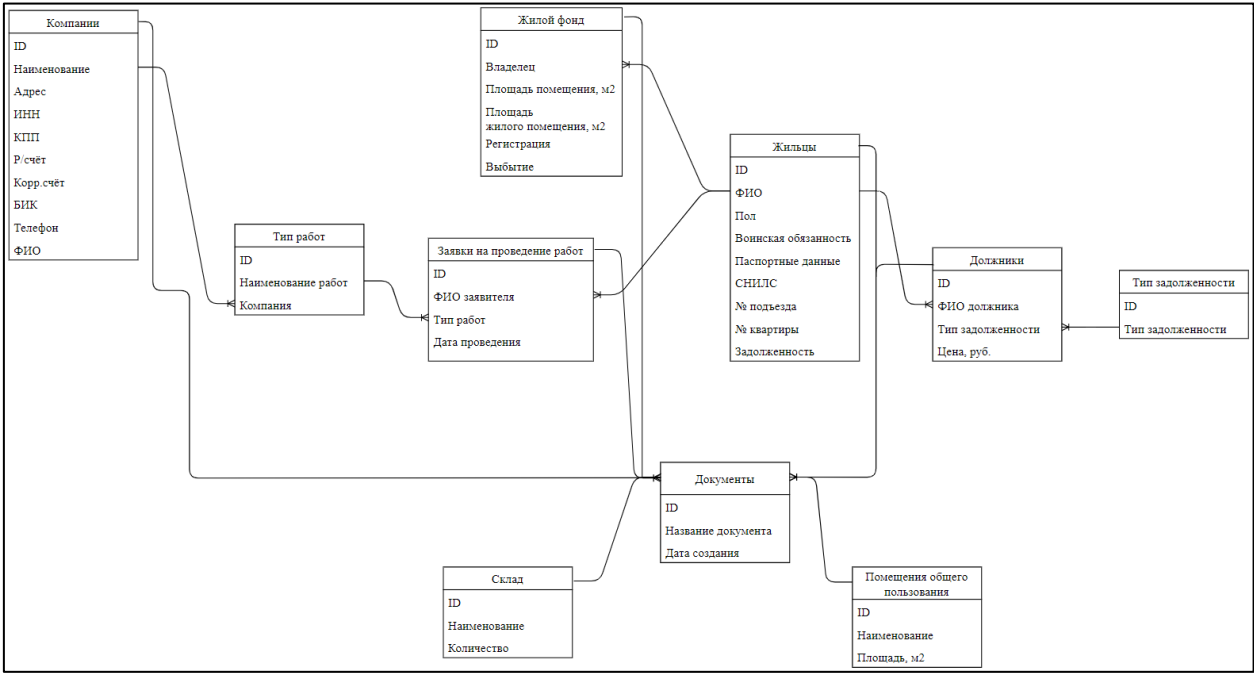 Компании
ID
Наименование
Адрес
ИНН
КПП
Р/счёт
Корр.счёт
БИК
Телефон
ФИО
Жилой фонд
ID
Владелец
Площадь помещения, м2
Площадь
жилого помещения, м2
Регистрация
Выбытие
Жильцы
ID
ФИО
Пол
Воинская обязанность
Паспортные данные
СНИЛС
№ подъезда
№ квартиры
Задолженность
Тип работ
ID
Наименование работ
Компания
Заявки на проведение работ
ID
ФИО заявителя
Тип работ
Дата проведения
Должники
ID
ФИО должника
Тип задолженности
Цена, руб.
Тип задолженности
ID
Тип задолженности
Документы
ID
Название документа
Дата создания
Склад
ID
Наименование
Количество
Помещения общего
пользования
ID
Наименование
Площадь, м2